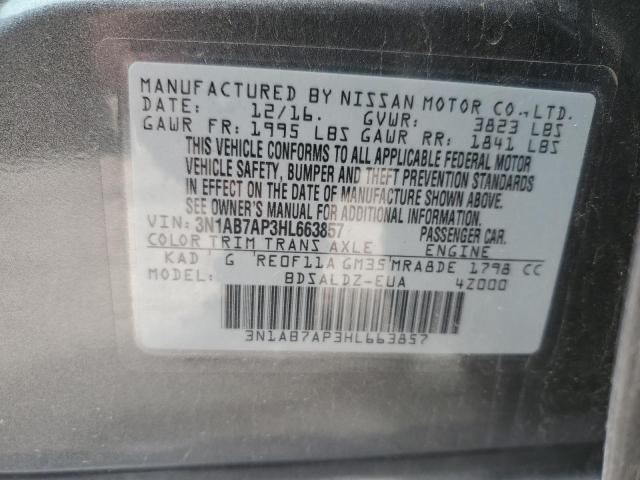 MANUFACTURED BY NISSAN MOTOR CO., LTD.
DATE: 12/16. GVWR: 3823 LBS
GAWR FR: 1995 LBS GAWR RR: 1841 LBS
THIS VEHICLE CONFORMS TO ALL APPLICABLE FEDERAL MOTOR
VEHICLE SAFETY, BUMPER AND THEFT PREVENTION STANDARDS
IN EFFECT ON THE DATE OF MANUFACTURE SHOWN ABOVE.
SEE OWNER'S MANUAL FOR ADDITIONAL INFORMATION.
VIN: 3N1AB7AP3HL663857 PASSENGER CAR.
COLOR TRIM TRANS AXLE ENGINE
KAD G RE0F11A GM35 MRA8DE 1798 CC
MODEL: BDSALDZ-EUA 4Z000
3N1AB7AP3HL663857